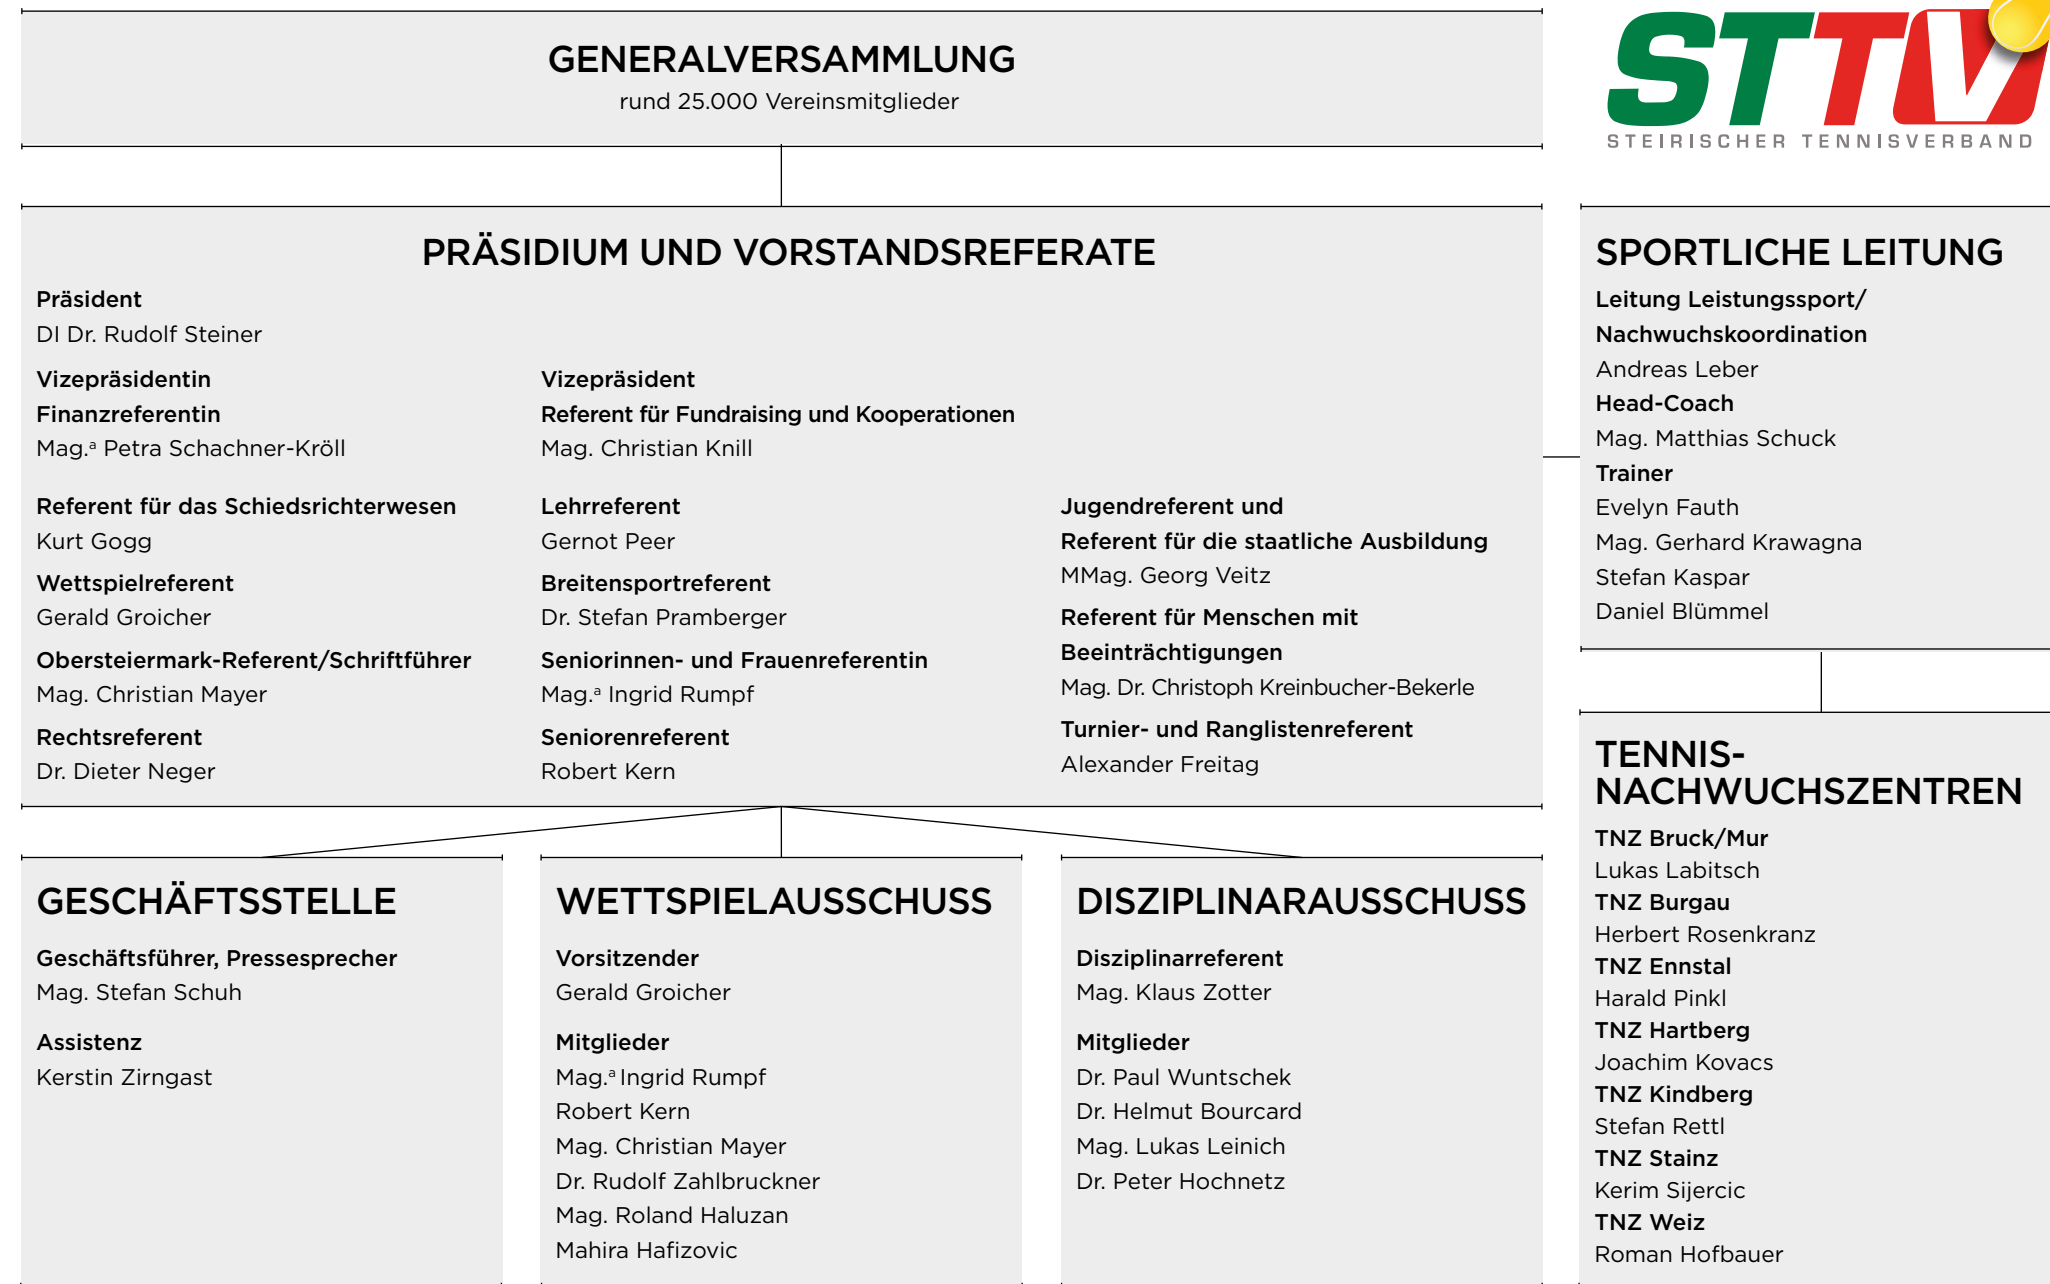 GENERALVERSAMMLUNG
rund 25.000 Vereinsmitglieder
STTV
STEIRISCHER TENNISVERBAND
PRÄSIDIUM UND VORSTANDSREFERATE
Präsident
DI Dr. Rudolf Steiner
Vizepräsidentin
Finanzreferentin
Mag.ª Petra Schachner-Kröll
Vizepräsident
Referent für Fundraising und Kooperationen
Mag. Christian Knill
Referent für das Schiedsrichterwesen
Kurt Gogg
Wettspielreferent
Gerald Groicher
Obersteiermark-Referent/Schriftführer
Mag. Christian Mayer
Rechtsreferent
Dr. Dieter Neger
Lehrreferent
Gernot Peer
Breitensportreferent
Dr. Stefan Pramberger
Seniorinnen- und Frauenreferentin
Mag.ª Ingrid Rumpf
Seniorenreferent
Robert Kern
Jugendreferent und
Referent für die staatliche Ausbildung
MMag. Georg Veitz
Referent für Menschen mit
Beeinträchtigungen
Mag. Dr. Christoph Kreinbucher-Bekerle
Turnier- und Ranglistenreferent
Alexander Freitag
SPORTLICHE LEITUNG
Leitung Leistungssport/
Nachwuchskoordination
Andreas Leber
Head-Coach
Mag. Matthias Schuck
Trainer
Evelyn Fauth
Mag. Gerhard Krawagna
Stefan Kaspar
Daniel Blümmel
GESCHÄFTSSTELLE
Geschäftsführer, Pressesprecher
Mag. Stefan Schuh
Assistenz
Kerstin Zirngast
WETTSPIELAUSSCHUSS
Vorsitzender
Gerald Groicher
Mitglieder
Mag.ª Ingrid Rumpf
Robert Kern
Mag. Christian Mayer
Dr. Rudolf Zahlbruckner
Mag. Roland Haluzan
Mahira Hafizovic
DISZIPLINARAUSSCHUSS
Disziplinarreferent
Mag. Klaus Zotter
Mitglieder
Dr. Paul Wuntschek
Dr. Helmut Bourcard
Mag. Lukas Leinich
Dr. Peter Hochnetz
TENNIS-
NACHWUCHSZENTREN
TNZ Bruck/Mur
Lukas Labitsch
TNZ Burgau
Herbert Rosenkranz
TNZ Ennstal
Harald Pinkl
TNZ Hartberg
Joachim Kovacs
TNZ Kindberg
Stefan Rettl
TNZ Stainz
Kerim Sijercic
TNZ Weiz
Roman Hofbauer